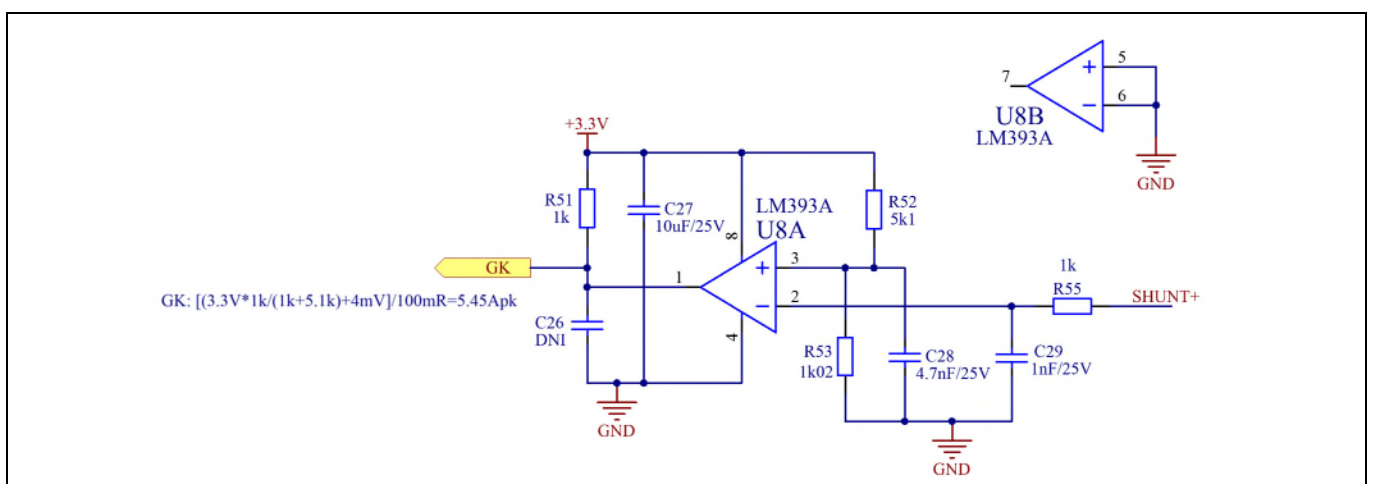 7
5
+
6
−
U8B
LM393A
GND
+3.3V
R51
1k
C27
10uF/25V
8
LM393A
U8A
R52
5k1
GK
1
+
3
−
2
1k
R55
SHUNT+
GK: [(3.3V*1k/(1k+5.1k)+4mV]/100mR=5.45Apk
C26
DNI
4
R53
1k02
C28
4.7nF/25V
C29
1nF/25V
GND
GND